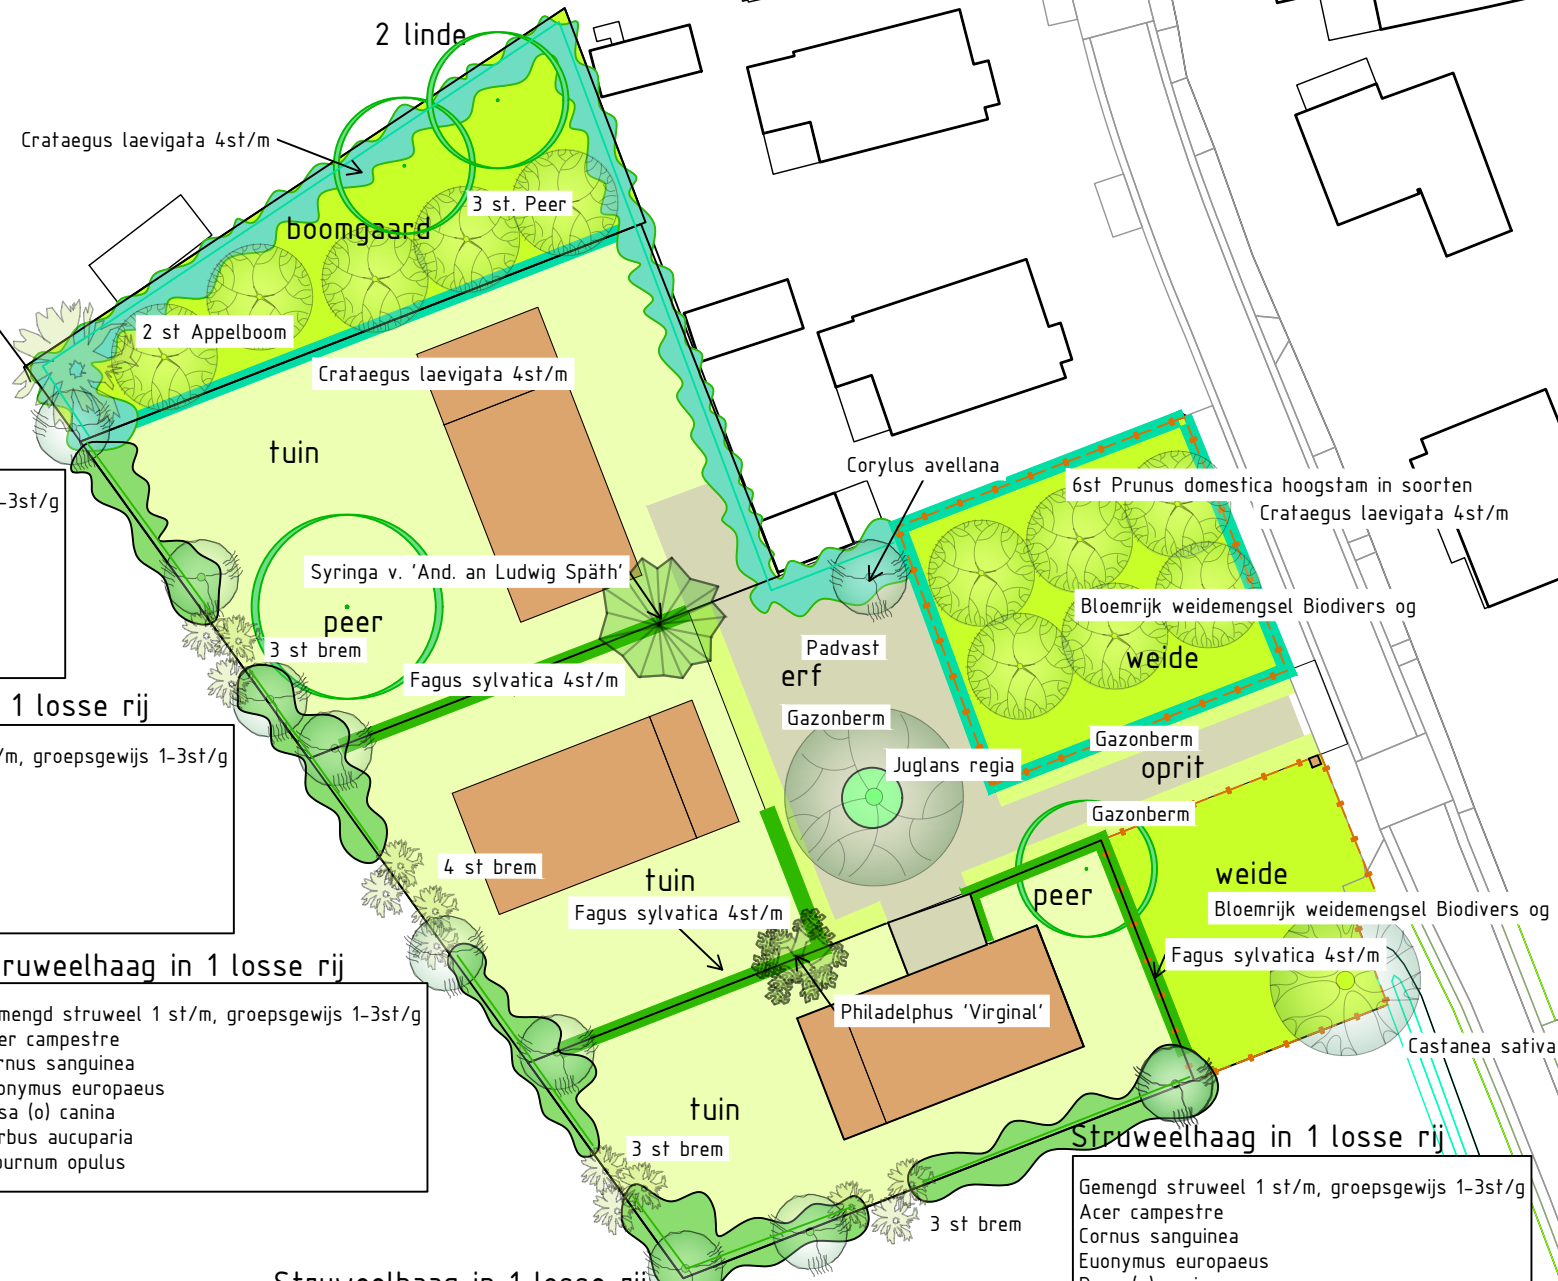 2 linde
Crataegus laevigata 4st/m
3 st. Peer
boomgaard
2 st Appelboom
Crataegus laevigata 4st/m
tuin
Corylus avellana
6st Prunus domestica hoogstam in soorten
Crataegus laevigata 4st/m
-3st/g
Syringa v. 'And. an Ludwig Späth'
Bloemrijk weidemengsel Biodivers og
peer
3 st brem
Padvast
weide
erf
Fagus sylvatica 4st/m
1 losse rij
Gazonberm
Gazonberm
/m, groepsgewijs 1-3st/g
Juglans regia
oprit
Gazonberm
4 st brem
tuin
weide
peer
Fagus sylvatica 4st/m
Bloemrijk weidemengsel Biodivers og
Fagus sylvatica 4st/m
ruweelhaag in 1 losse rij
Philadelphus 'Virginal'
mengd struweel 1 st/m, groepsgewijs 1-3st/g
er campestre
rnus sanguinea
onymus europaeus
sa (o) canina
rbus aucuparia
burnum opulus
Castanea sativa
tuin
3 st brem
Struweelhaag in 1 losse rij
Gemengd struweel 1 st/m, groepsgewijs 1-3st/g
Acer campestre
Cornus sanguinea
Euonymus europaeus
3 st brem
Struweelhaag in 1 losse rij